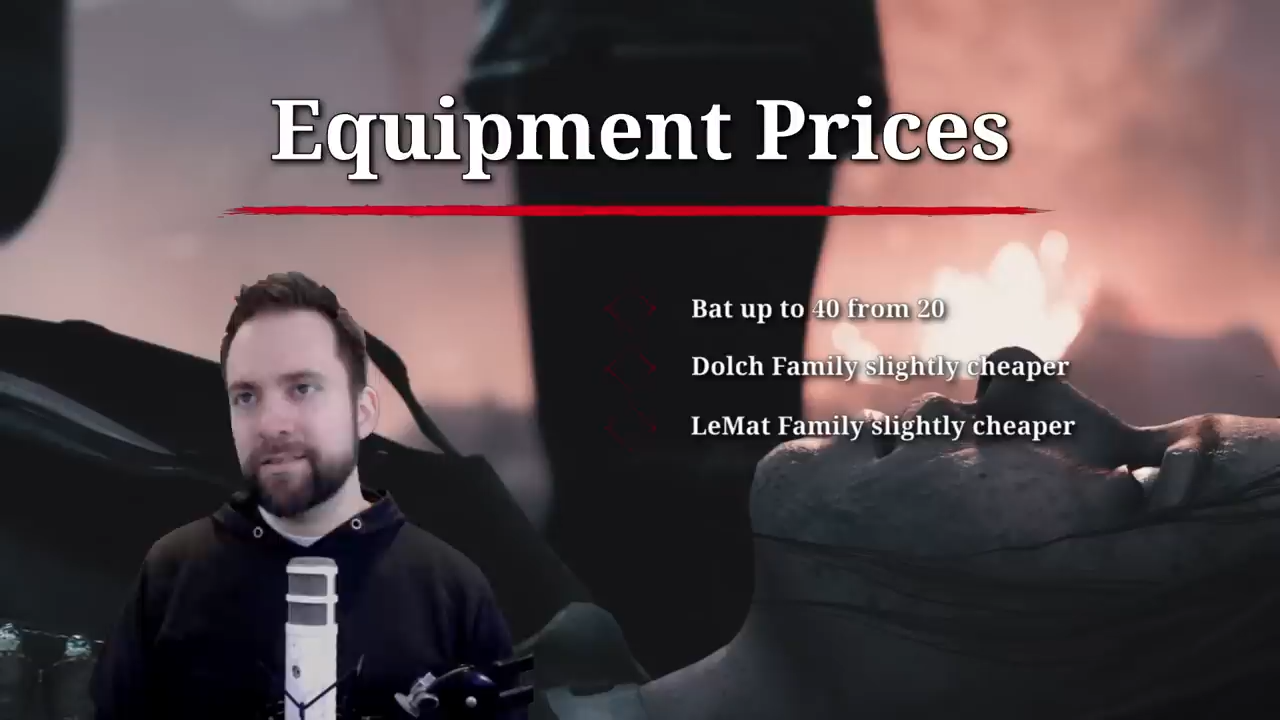 Equipment Prices
Bat up to 40 from 20
Dolch Family slightly cheaper
LeMat Family slightly cheaper